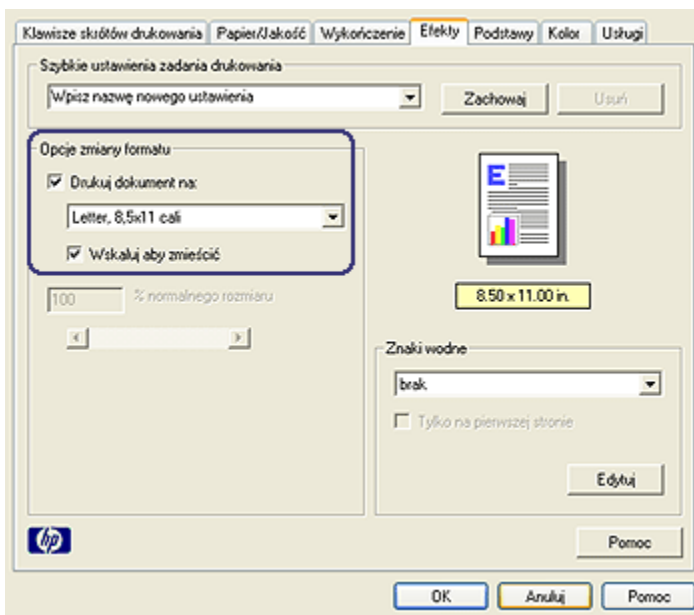 Klawisze skrótów drukowania Papier/Jakość Wykończenie Efekty Podstawy Kolor Usługi
Szybkie ustawienia zadania drukowania
Wpisz nazwę nowego ustawienia Zachowaj Usuń
Opcje zmiany formatu
Drukuj dokument na:
Letter, 8,5x11 cali
Wskaluj aby zmieścić
100 % normalnego rozmiaru
E
8.50 x 11.00 in.
Znaki wodne
brak
Tylko na pierwszej stronie
Edytuj
hp
Pomoc
OK Anuluj Pomoc